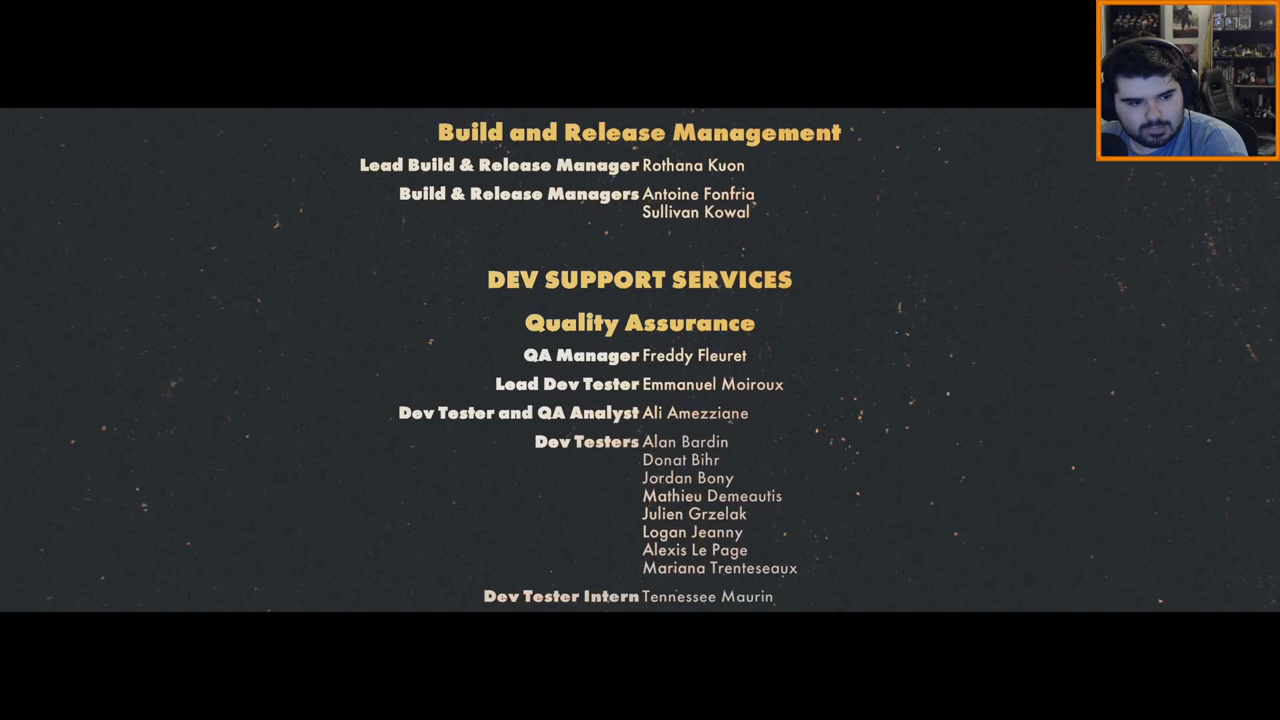 Build and Release Management
Lead Build & Release Manager Rothana Kuon
Build & Release Managers Antoine Fonfria
Sullivan Kowal
DEV SUPPORT SERVICES
Quality Assurance
QA Manager Freddy Fleuret
Lead Dev Tester Emmanuel Moiroux
Dev Tester and QA Analyst Ali Amezziane
Dev Testers Alan Bardin
Donat Bihr
Jordan Bony
Mathieu Demeautis
Julien Grzelak
Logan Jeanny
Alexis Le Page
Mariana Trenteseaux
Dev Tester Intern Tennessee Maurin